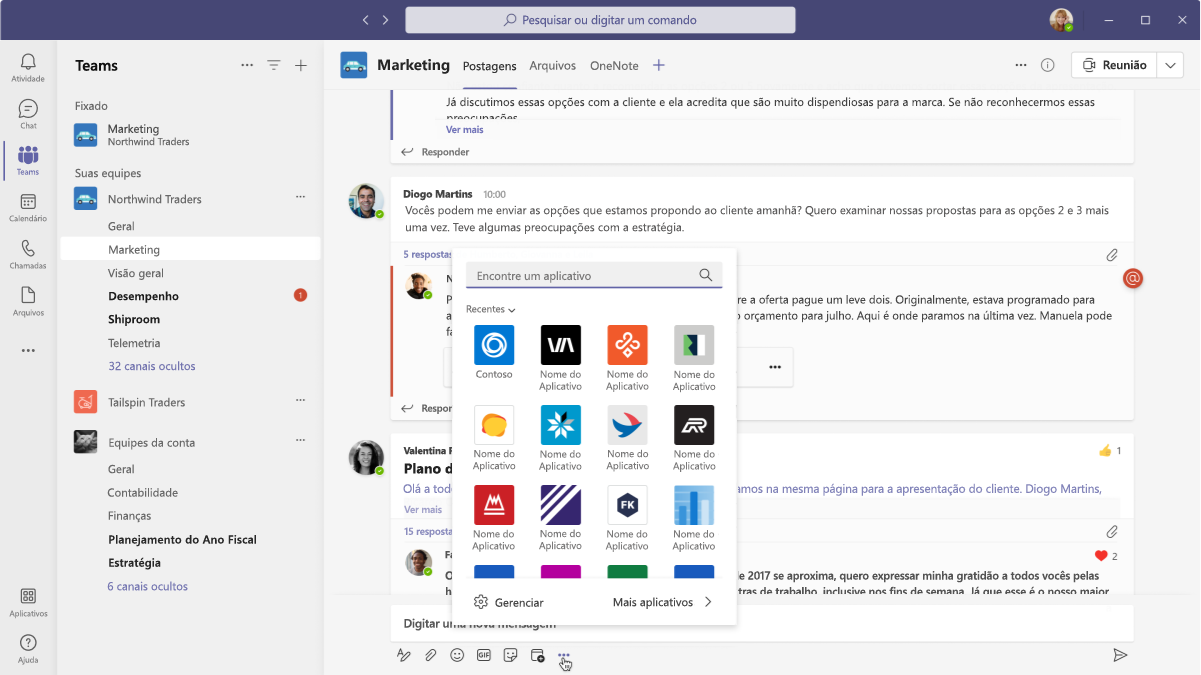 Pesquisar ou digitar um comando
Atividade
Chat
Teams
Calendário
Chamadas
Arquivos
Aplicativos
Ajuda
Teams
Fixado
Marketing
Northwind Traders
Suas equipes
Northwind Traders
Geral
Marketing
Visão geral
Desempenho
1
Shiproom
Telemetria
32 canais ocultos
Tailspin Traders
Equipes da conta
Geral
Contabilidade
Finanças
Planejamento do Ano Fiscal
Estratégia
6 canais ocultos
Marketing
Postagens
Arquivos
OneNote
Reunião
Já discutimos essas opções com a cliente e ela acredita que são muito dispendiosas para a marca. Se não reconhecermos essas
preocupações
Ver mais
Responder
Diogo Martins 10:00
Vocês podem me enviar as opções que estamos propondo ao cliente amanhã? Quero examinar nossas propostas para as opções 2 e 3 mais
uma vez. Teve algumas preocupações com a estratégia.
5 respostas
@
re a oferta pague um leve dois. Originalmente, estava programado para
o orçamento para julho. Aqui é onde paramos na última vez. Manuela pode
fa
Respon
Valentina
1
Plano d
Olá a tod
amos na mesma página para a apresentação do cliente. Diogo Martins,
Ver mais
15 resposta
Fa
2
de 2017 se aproxima, quero expressar minha gratidão a todos vocês pelas
tras de trabalho, inclusive nos fins de semana. Já que esse é o nosso maior
Encontre um aplicativo
Recentes
Contoso
Nome do
Aplicativo
Nome do
Aplicativo
Nome do
Aplicativo
Nome do
Aplicativo
Nome do
Aplicativo
Nome do
Aplicativo
Nome do
Aplicativo
FK
Nome do
Aplicativo
Nome do
Aplicativo
Nome do
Aplicativo
Nome do
Aplicativo
Gerenciar
Mais aplicativos
Digitar uma nova mensagem
GIF